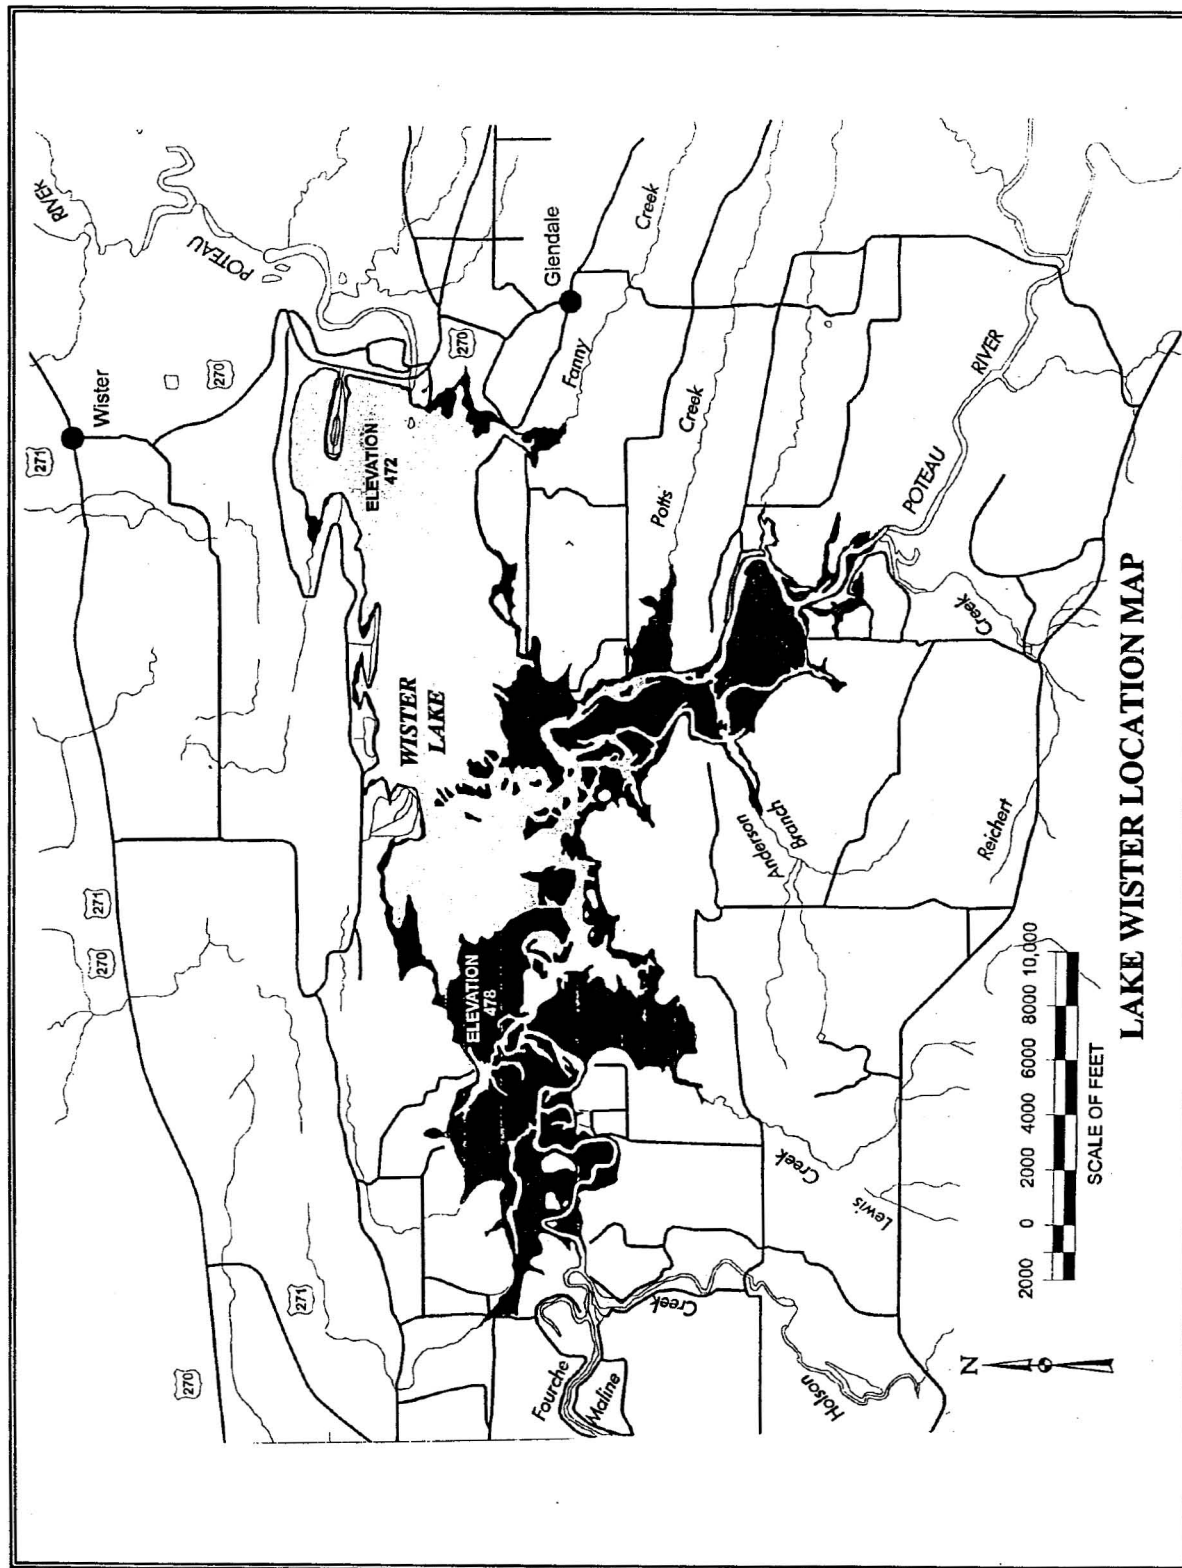 RIVER
POTEAU
271
Wister
270
270
Glendale
Fanny
Creek
ELEVATION
472
WISTER
LAKE
Potts
Creek
POTEAU
RIVER
Creek
271
270
ELEVATION
478
Anderson
Branch
Reichert
271
270
Fourche
Maline
Creek
Holson
Creek
Lewis
N
2000 0 2000 4000 6000 8000 10,000
SCALE OF FEET
LAKE WISTER LOCATION MAP